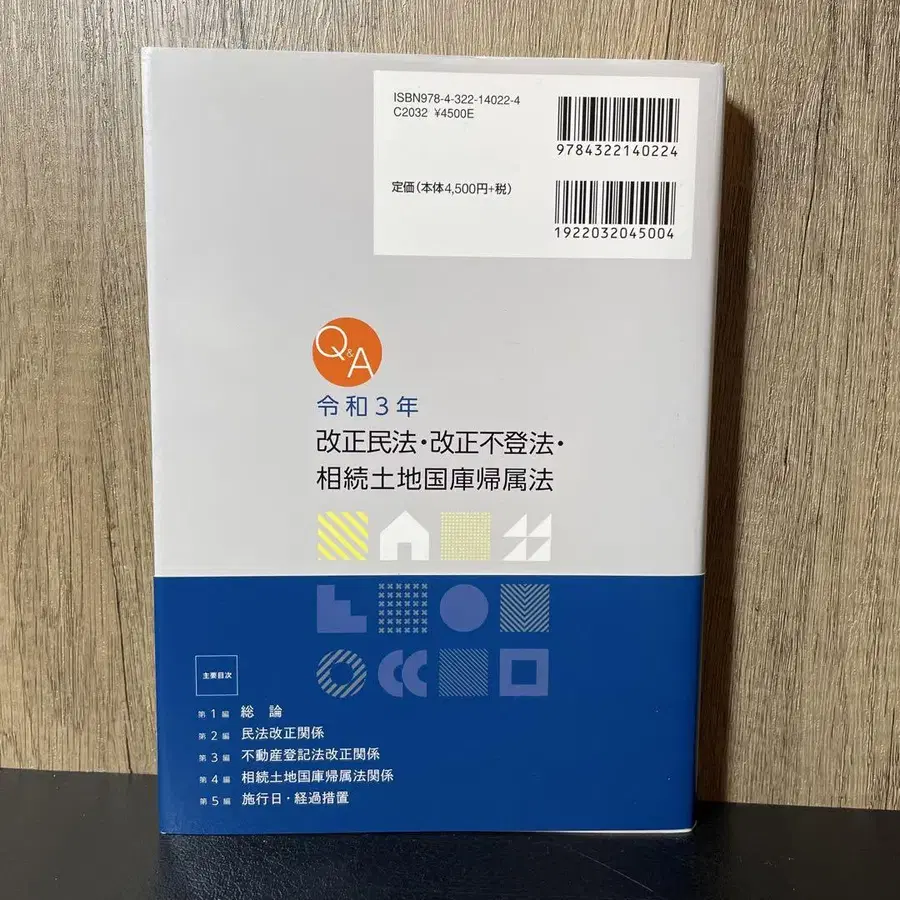 ISBN978-4-322-14022-4
C2032 ¥4500E
9784322140224
定価(本体4,500円+税)
1922032045004
Q&A
令和3年
改正民法・改正不登法・
相続土地国庫帰属法
主要目次
第1編 総 論
第2編 民法改正関係
第3編 不動産登記法改正関係
第4編 相続土地国庫帰属法関係
第5編 施行日・経過措置